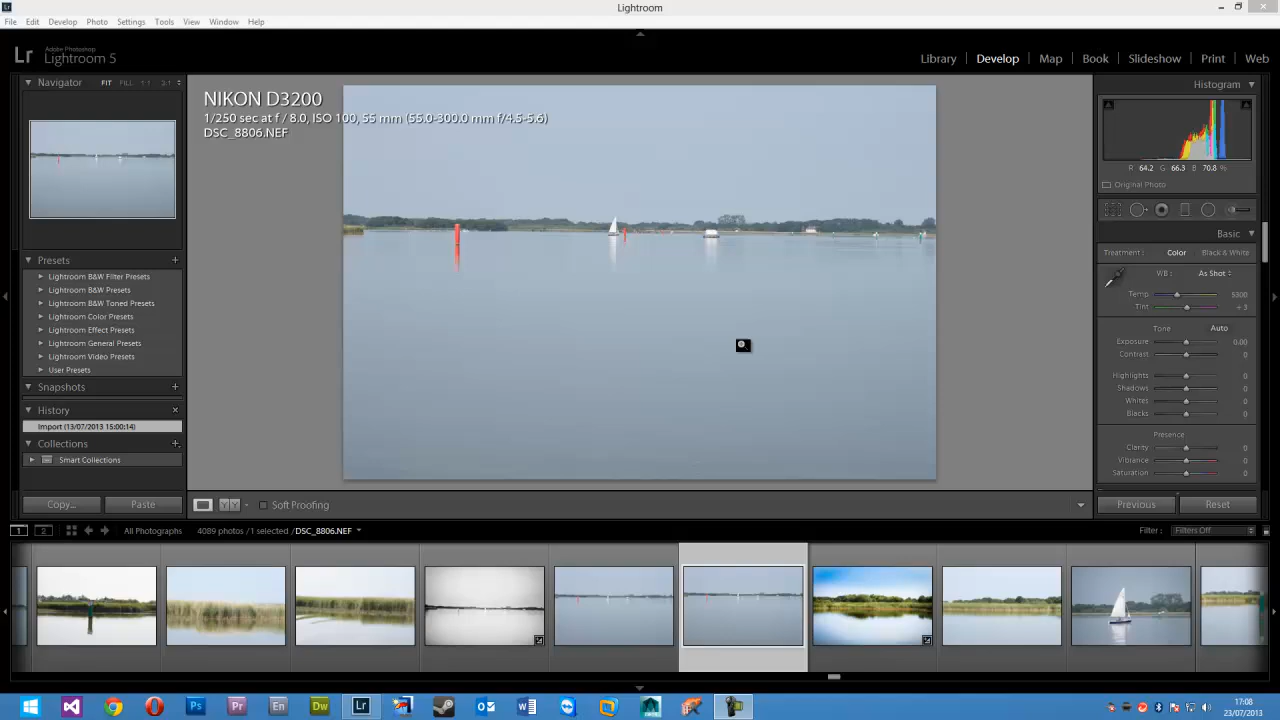 Lightroom
File Edit Develop Photo Settings Tools View Window Help
Lr Adobe Photoshop
Lightroom 5
Library Develop Map Book Slideshow Print Web
Navigator FIT FILL 1:1 3:1
Histogram
NIKON D3200
1/250 sec at f / 8.0, ISO 100, 55 mm (55.0-300.0 mm f/4.5-5.6)
DSC_8806.NEF
R 64.2 G 66.3 B 70.8 %
Original Photo
Basic
Treatment : Color Black & White
WB : As Shot
Temp 5300
Tint + 3
Tone Auto
Exposure 0.00
Contrast 0
Highlights 0
Shadows 0
Whites 0
Blacks 0
Presence
Clarity 0
Vibrance 0
Saturation 0
Presets +
Lightroom B&W Filter Presets
Lightroom B&W Presets
Lightroom B&W Toned Presets
Lightroom Color Presets
Lightroom Effect Presets
Lightroom General Presets
Lightroom Video Presets
User Presets
Snapshots +
History ×
Import (13/07/2013 15:00:14)
Collections +
Smart Collections
Copy... Paste
Soft Proofing
Previous Reset
1 2 All Photographs 4089 photos / 1 selected / DSC_8806.NEF
Filter : Filters Off
Ps Pr En Dw Lr
17:08
23/07/2013